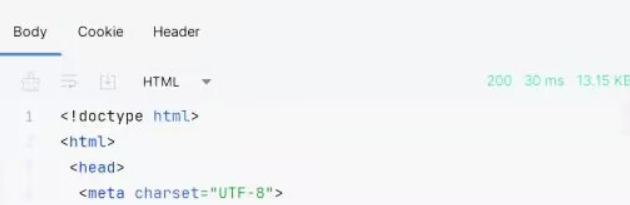 Body Cookie Header
HTML 200 30 ms 13.15 KB
1 <!doctype html>
2 <html>
<head>
<meta charset="UTF-8">